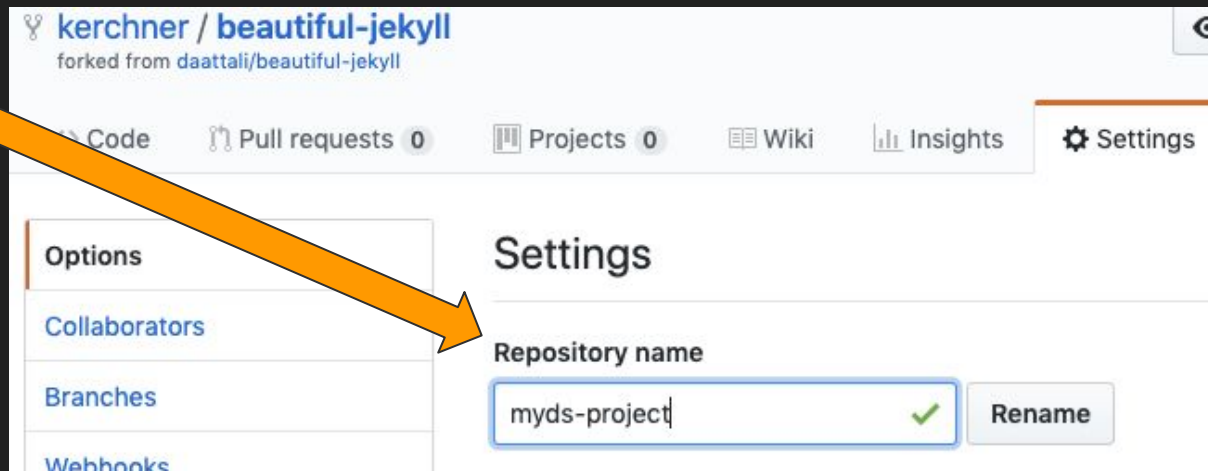 kerchner / beautiful-jekyll
forked from daattali/beautiful-jekyll
Code Pull requests 0 Projects 0 Wiki Insights Settings
Options
Settings
Collaborators
Repository name
Branches
myds-project Rename
Webhooks